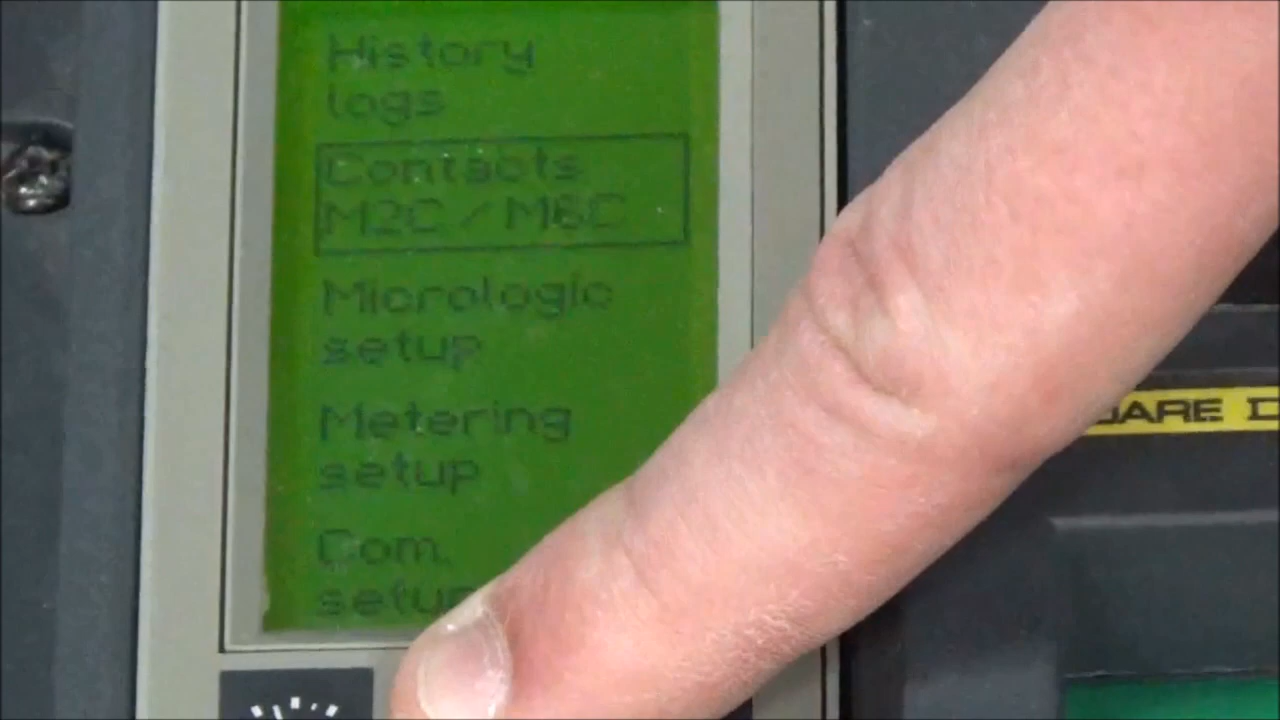 History
logs
Contacts
M2C / M6C
Micrologic
setup
Metering
setup
Com.
setup